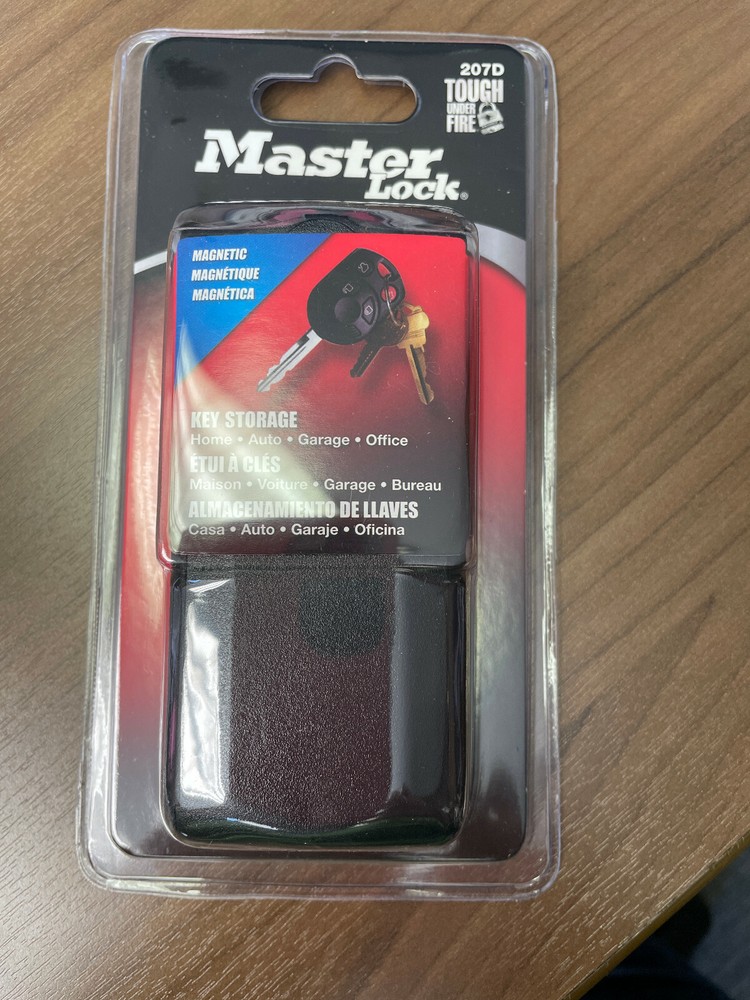 207D
TOUGH
UNDER
FIRE
Master
Lock®
MAGNETIC
MAGNÉTIQUE
MAGNÉTICA
KEY STORAGE
Home • Auto • Garage • Office
ÉTUI À CLÉS
Maison • Voiture • Garage • Bureau
ALMACENAMIENTO DE LLAVES
Casa • Auto • Garaje • Oficina